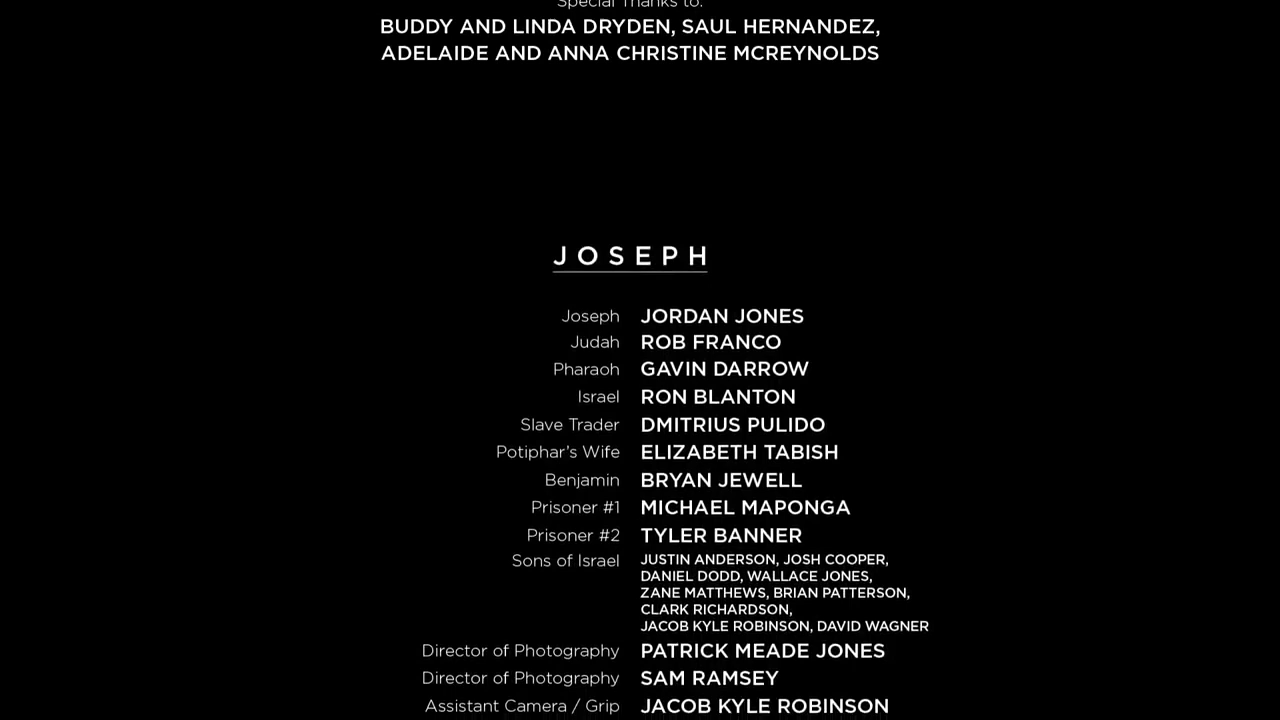 Special Thanks to:
BUDDY AND LINDA DRYDEN, SAUL HERNANDEZ,
ADELAIDE AND ANNA CHRISTINE MCREYNOLDS
JOSEPH
Joseph JORDAN JONES
Judah ROB FRANCO
Pharaoh GAVIN DARROW
Israel RON BLANTON
Slave Trader DMITRIUS PULIDO
Potiphar's Wife ELIZABETH TABISH
Benjamin BRYAN JEWELL
Prisoner #1 MICHAEL MAPONGA
Prisoner #2 TYLER BANNER
Sons of Israel JUSTIN ANDERSON, JOSH COOPER,
DANIEL DODD, WALLACE JONES,
ZANE MATTHEWS, BRIAN PATTERSON,
CLARK RICHARDSON,
JACOB KYLE ROBINSON, DAVID WAGNER
Director of Photography PATRICK MEADE JONES
Director of Photography SAM RAMSEY
Assistant Camera / Grip JACOB KYLE ROBINSON